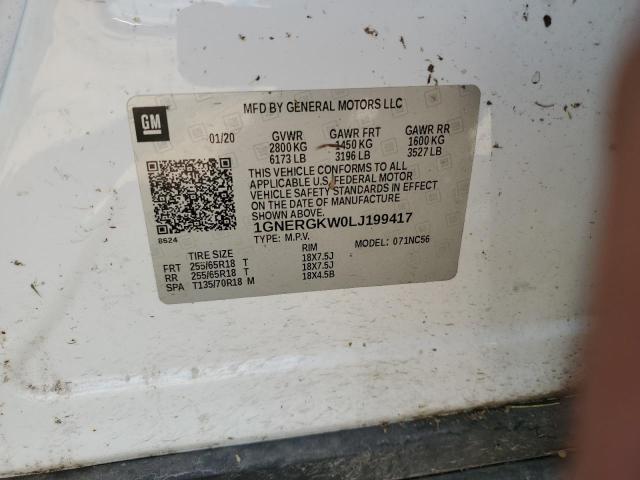 GM
MFD BY GENERAL MOTORS LLC
01/20 GVWR GAWR FRT GAWR RR
2800 KG 1450 KG 1600 KG
6173 LB 3196 LB 3527 LB
THIS VEHICLE CONFORMS TO ALL
APPLICABLE U.S. FEDERAL MOTOR
VEHICLE SAFETY STANDARDS IN EFFECT
ON THE DATE OF MANUFACTURE
SHOWN ABOVE.
1GNERGKW0LJ199417
8624
TYPE: M.P.V. MODEL: 071NC56
TIRE SIZE RIM
FRT 255/65R18 T 18X7.5J
RR 255/65R18 T 18X7.5J
SPA T135/70R18 M 18X4.5B